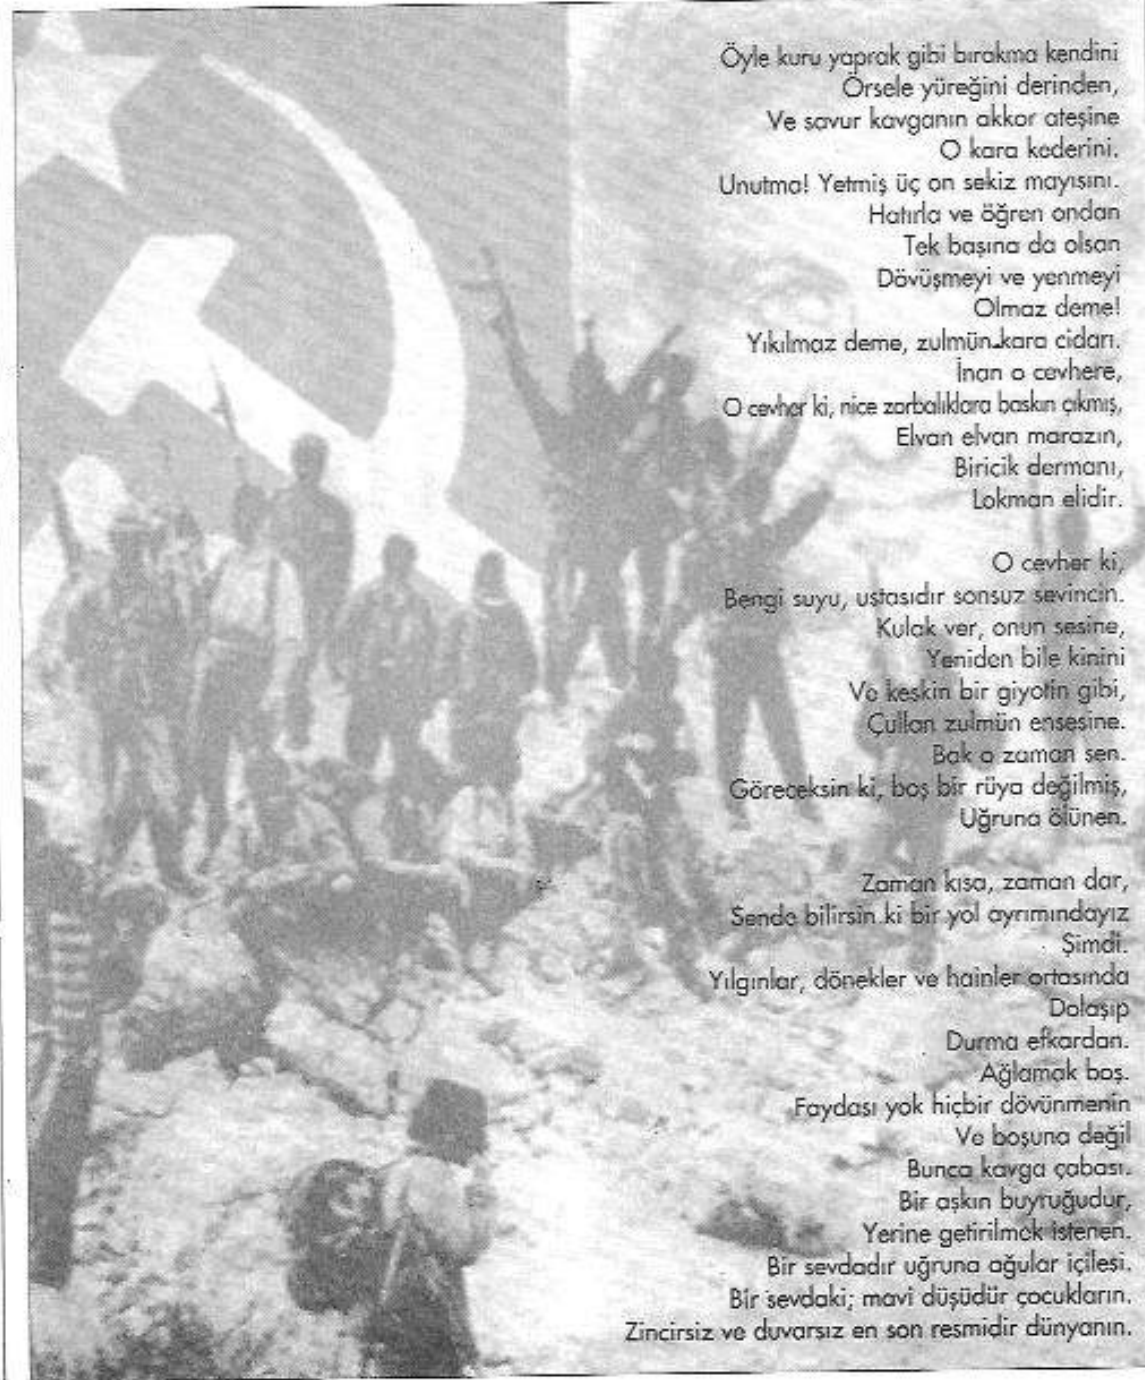 Öyle kuru yaprak gibi bırakma kendini
Örsele yüreğini derinden,
Ve savur kavganın akkor ateşine
O kara kederini.
Unutma! Yetmiş üç on sekiz mayısını.
Hatırla ve öğren ondan
Tek başına da olsan
Dövüşmeyi ve yenmeyi
Olmaz deme!
Yıkılmaz deme, zulmün kara cidarı.
İnan o cevhere,
O cevher ki, nice zorbalıklara baskın çıkmış,
Elvan elvan marazın,
Biricik dermanı,
Lokman elidir.

O cevher ki,
Bengi suyu, ustasıdır sonsuz sevincin.
Kulak ver, onun sesine,
Yeniden bile kinini
Ve keskin bir giyotin gibi,
Çullan zulmün ensesine.
Bak o zaman sen.
Göreceksin ki, boş bir rüya değilmiş,
Uğruna ölünen.

Zaman kısa, zaman dar,
Sende bilirsin ki bir yol ayrımındayız
Şimdi.
Yılgınlar, dönekler ve hainler ortasında
Dolaşıp
Durma efkardan.
Ağlamak boş.
Faydası yok hiçbir dövünmenin
Ve boşuna değil
Bunca kavga çabası.
Bir aşkın buyruğudur,
Yerine getirilmek istenen.
Bir sevdadır uğruna ağular içilesi.
Bir sevdaki; mavi düşüdür çocukların.
Zincirsiz ve duvarsız en son resmidir dünyanın.